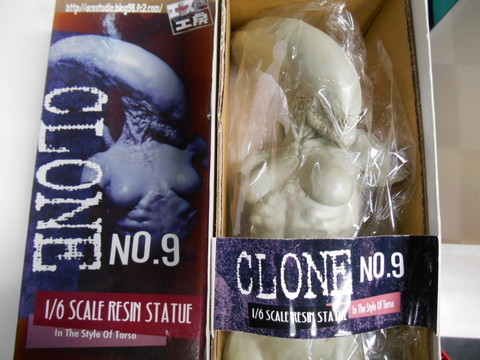 http://acestudio.blog98.fc2.com/
工房
CLONE
NO.9
1/6 SCALE RESIN STATUE
In The Style Of Torso
CLONE NO.9
1/6 SCALE RESIN STATUE
In The Style Of Torso